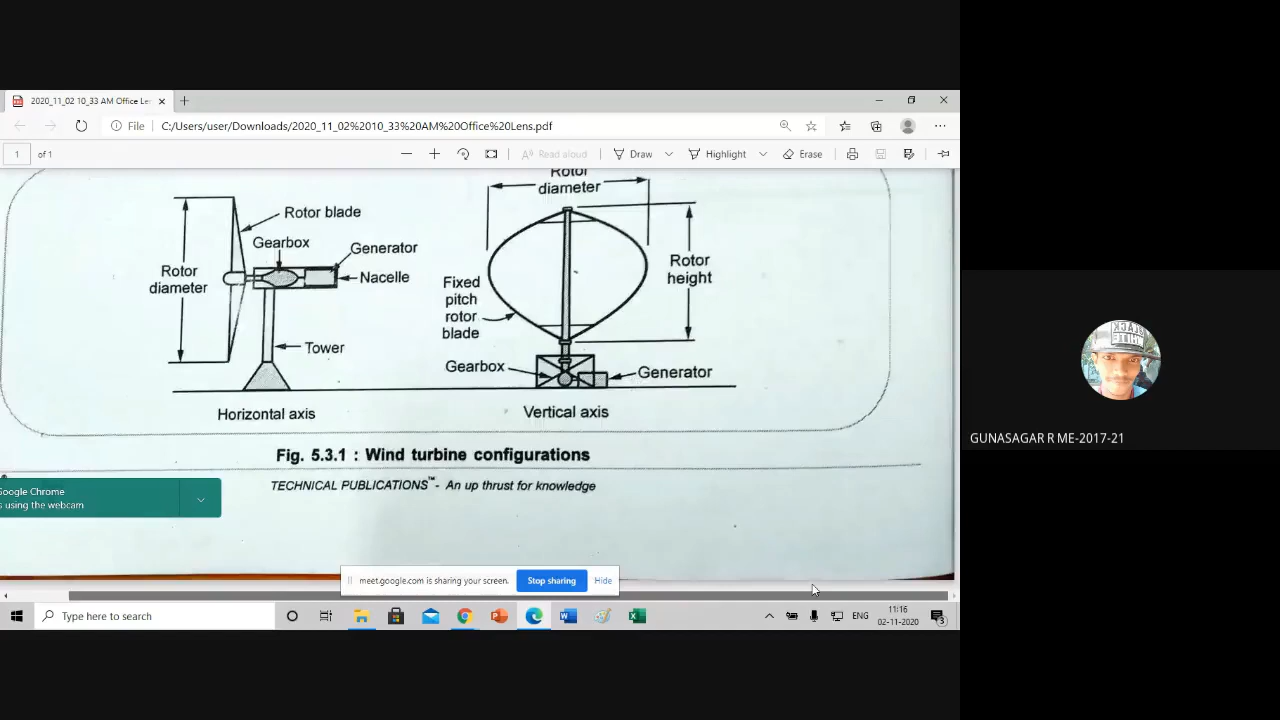 2020_11_02 10_33 AM Office Le
File
C:/Users/user/Downloads/2020_11_02%2010_33%20AM%20Office%20Lens.pdf
1 of 1
Read aloud
Draw
Highlight
Erase
Rotor
diameter
Rotor blade
Gearbox
Generator
Nacelle
Rotor
diameter
Tower
Horizontal axis
Fixed
pitch
rotor
blade
Rotor
height
Gearbox
Generator
Vertical axis
Fig. 5.3.1 : Wind turbine configurations
TECHNICAL PUBLICATIONS™- An up thrust for knowledge
Google Chrome
s using the webcam
meet.google.com is sharing your screen.
Stop sharing
Hide
Type here to search
ENG
11:16
02-11-2020
3
BLACK
WHITE
GUNASAGAR R ME-2017-21